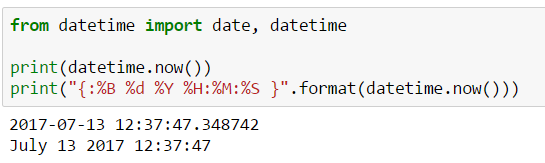 from datetime import date, datetime
print(datetime.now())
print("{:%B %d %Y %H:%M:%S }".format(datetime.now()))
2017-07-13 12:37:47.348742
July 13 2017 12:37:47